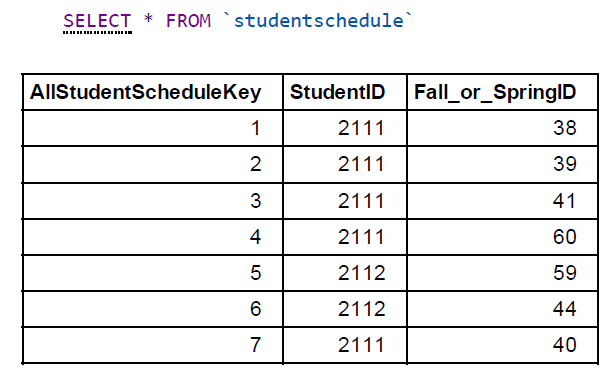 SELECT * FROM `studentschedule`
AllStudentScheduleKey StudentID Fall_or_SpringID
1 2111 38
2 2111 39
3 2111 41
4 2111 60
5 2112 59
6 2112 44
7 2111 40